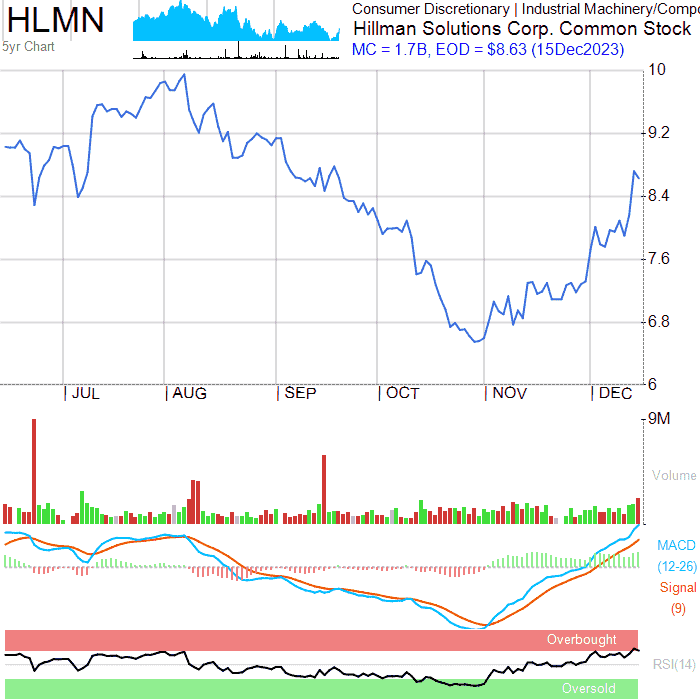 HLMN
5yr Chart
Consumer Discretionary | Industrial Machinery/Compo
Hillman Solutions Corp. Common Stock
MC = 1.7B, EOD = $8.63 (15Dec2023)
10
9.2
8.4
7.6
6.8
6
JUL AUG SEP OCT NOV DEC
9M
Volume
MACD
(12-26)
Signal
(9)
Overbought
RSI(14)
Oversold